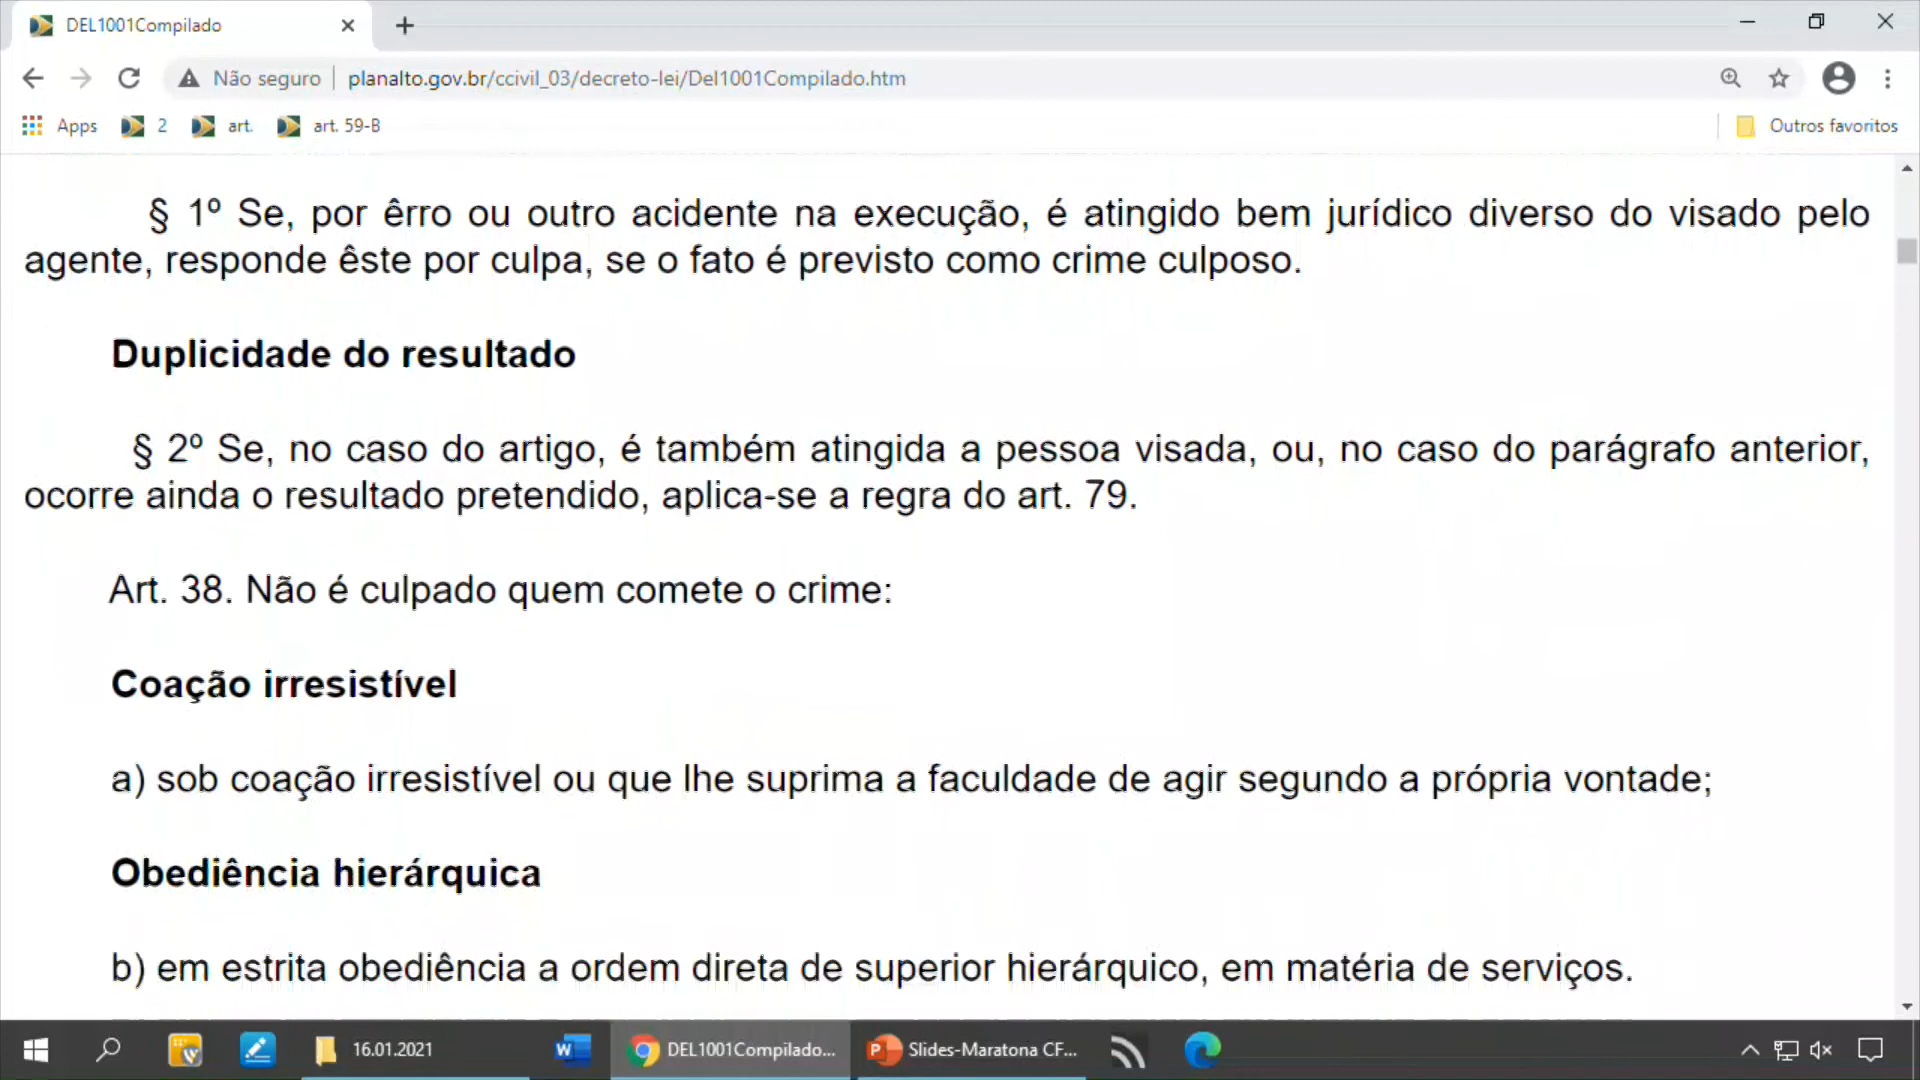 DEL1001Compilado
Não seguro planalto.gov.br/ccivil_03/decreto-lei/Del1001Compilado.htm
Apps 2 art. art. 59-B Outros favoritos
§ 1º Se, por êrro ou outro acidente na execução, é atingido bem jurídico diverso do visado pelo
agente, responde êste por culpa, se o fato é previsto como crime culposo.
Duplicidade do resultado
§ 2º Se, no caso do artigo, é também atingida a pessoa visada, ou, no caso do parágrafo anterior,
ocorre ainda o resultado pretendido, aplica-se a regra do art. 79.
Art. 38. Não é culpado quem comete o crime:
Coação irresistível
a) sob coação irresistível ou que lhe suprima a faculdade de agir segundo a própria vontade;
Obediência hierárquica
b) em estrita obediência a ordem direta de superior hierárquico, em matéria de serviços.
16.01.2021 DEL1001Compilado... Slides-Maratona CF...